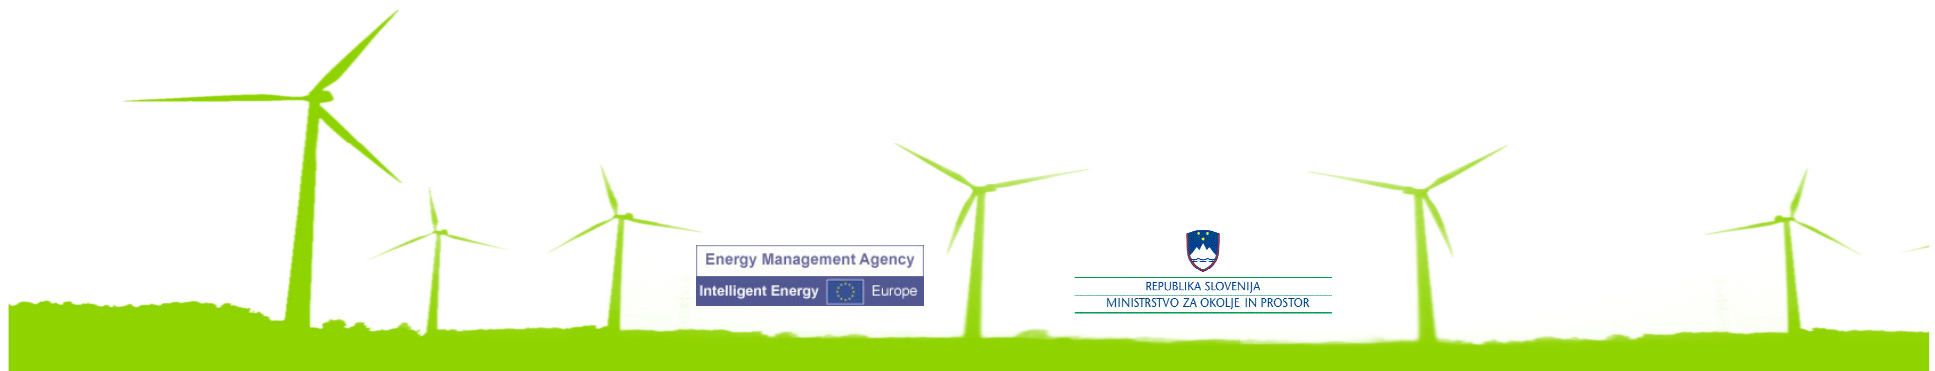 Energy Management Agency
Intelligent Energy Europe
REPUBLIKA SLOVENIJA
MINISTRSTVO ZA OKOLJE IN PROSTOR